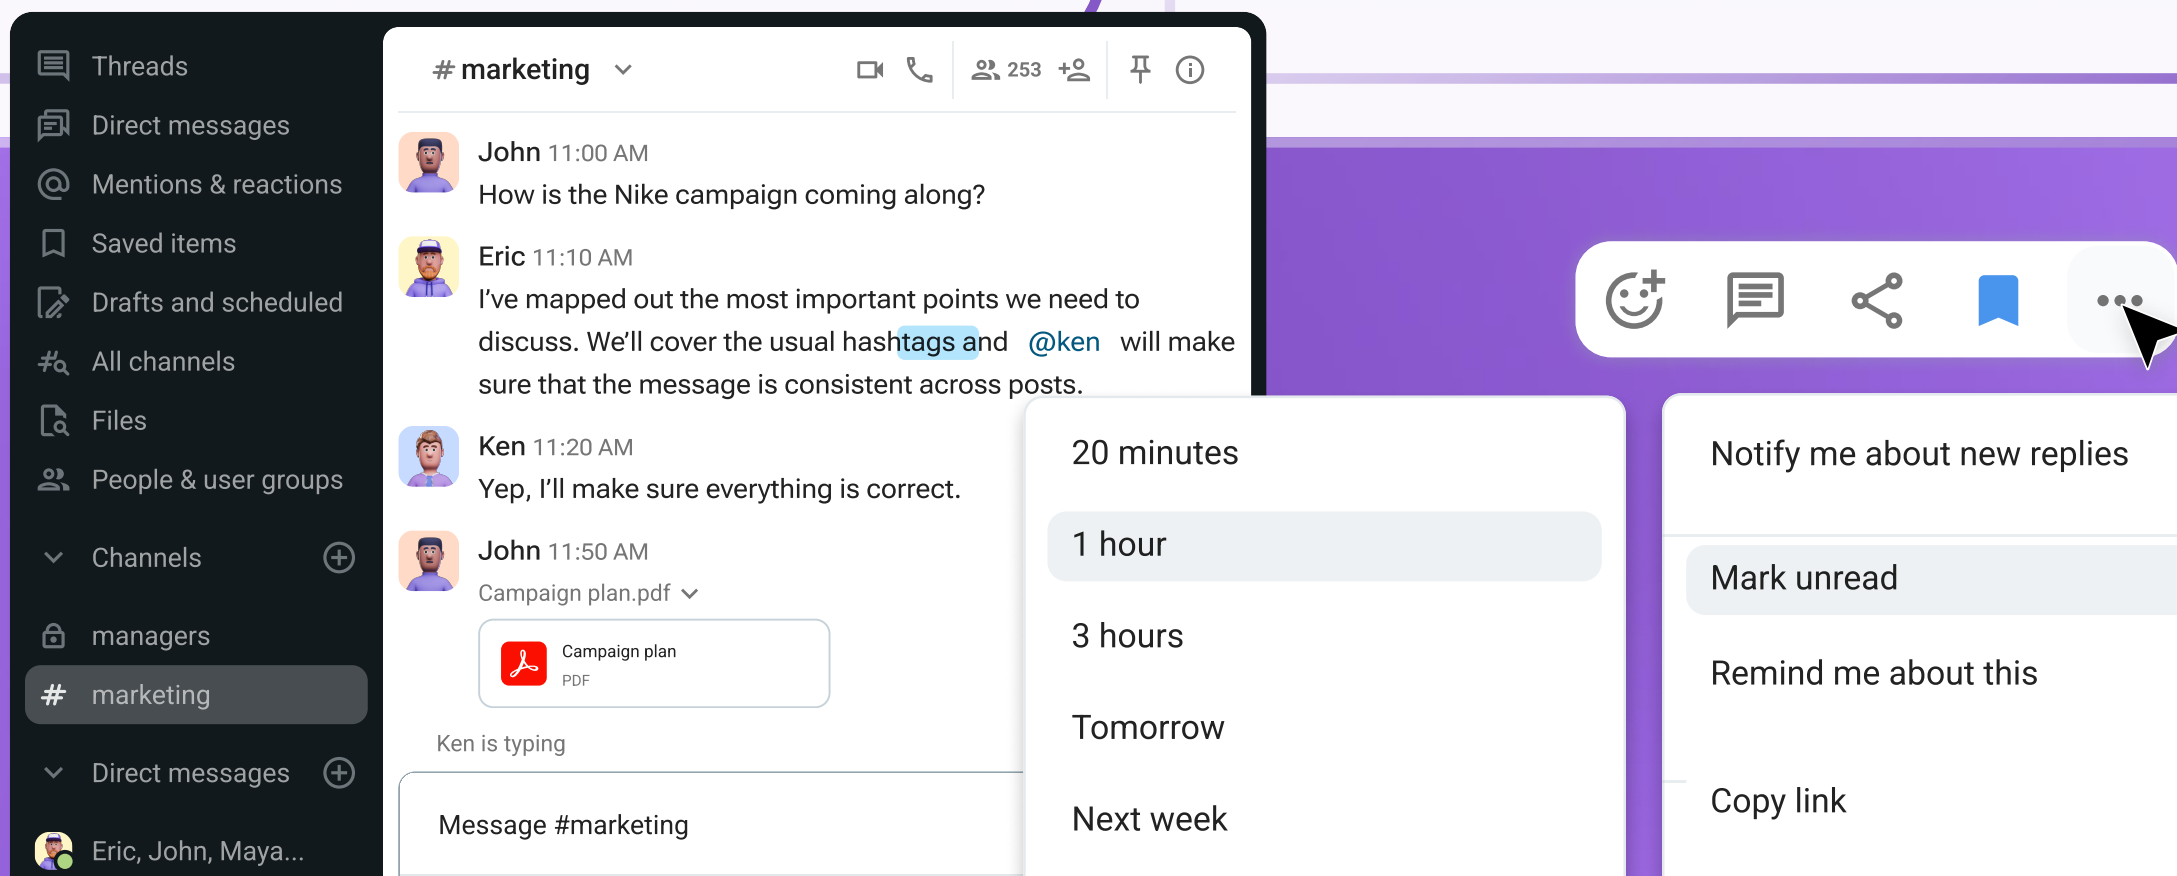 Threads
Direct messages
Mentions & reactions
Saved items
Drafts and scheduled
All channels
Files
People & user groups
Channels
managers
# marketing
Direct messages
Eric, John, Maya...
# marketing
253
John 11:00 AM
How is the Nike campaign coming along?
Eric 11:10 AM
I’ve mapped out the most important points we need to
discuss. We’ll cover the usual hashtags and @ken will make
sure that the message is consistent across posts.
Ken 11:20 AM
Yep, I’ll make sure everything is correct.
John 11:50 AM
Campaign plan.pdf
Campaign plan
PDF
Ken is typing
Message #marketing
20 minutes
1 hour
3 hours
Tomorrow
Next week
Notify me about new replies
Mark unread
Remind me about this
Copy link